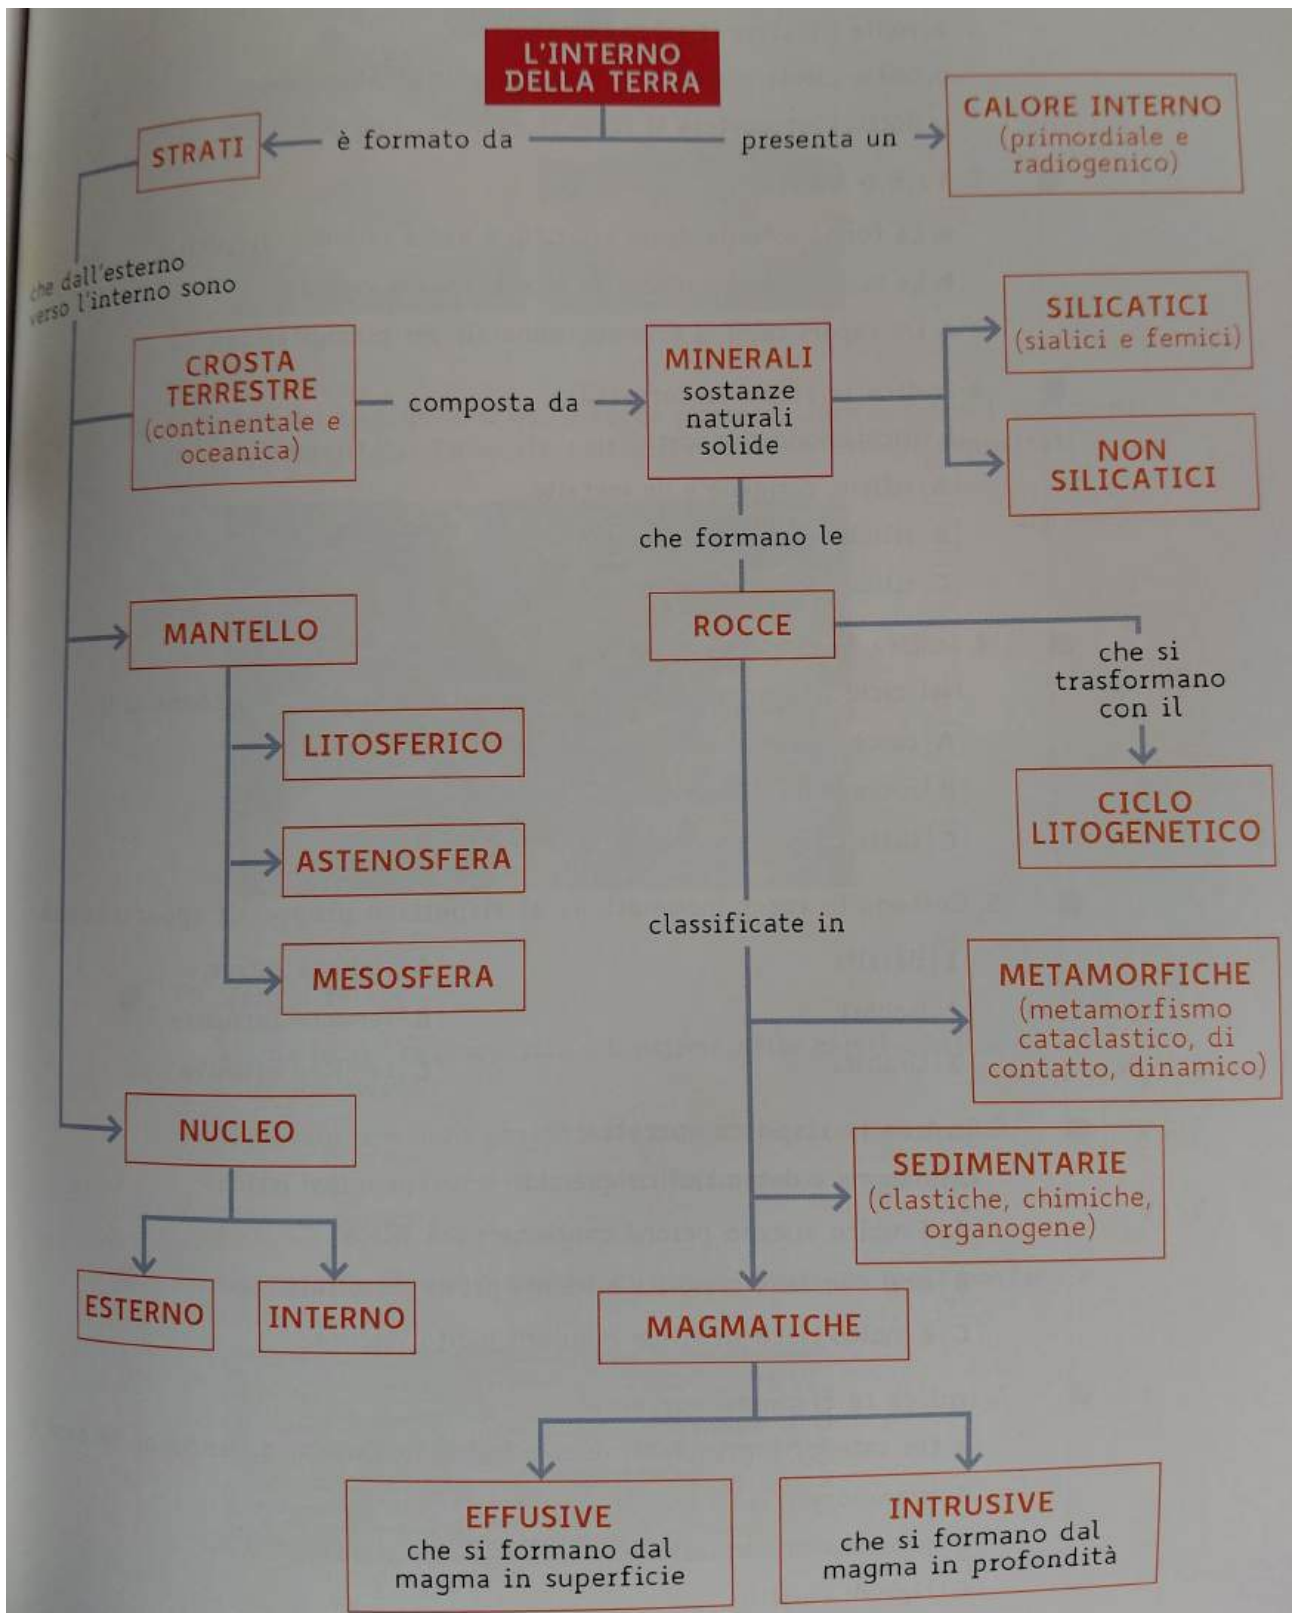 L'INTERNO
DELLA TERRA
STRATI
è formato da
presenta un
CALORE INTERNO
(primordiale e
radiogenico)
che dall'esterno
verso l'interno sono
CROSTA
TERRESTRE
(continentale e
oceanica)
composta da
MINERALI
sostanze
naturali
solide
SILICATICI
(sialici e femici)
NON
SILICATICI
che formano le
MANTELLO
ROCCE
che si
trasformano
con il
LITOSFERICO
CICLO
LITOGENETICO
ASTENOSFERA
classificate in
MESOSFERA
METAMORFICHE
(metamorfismo
cataclastico, di
contatto, dinamico)
NUCLEO
SEDIMENTARIE
(clastiche, chimiche,
organogene)
ESTERNO
INTERNO
MAGMATICHE
EFFUSIVE
che si formano dal
magma in superficie
INTRUSIVE
che si formano dal
magma in profondità